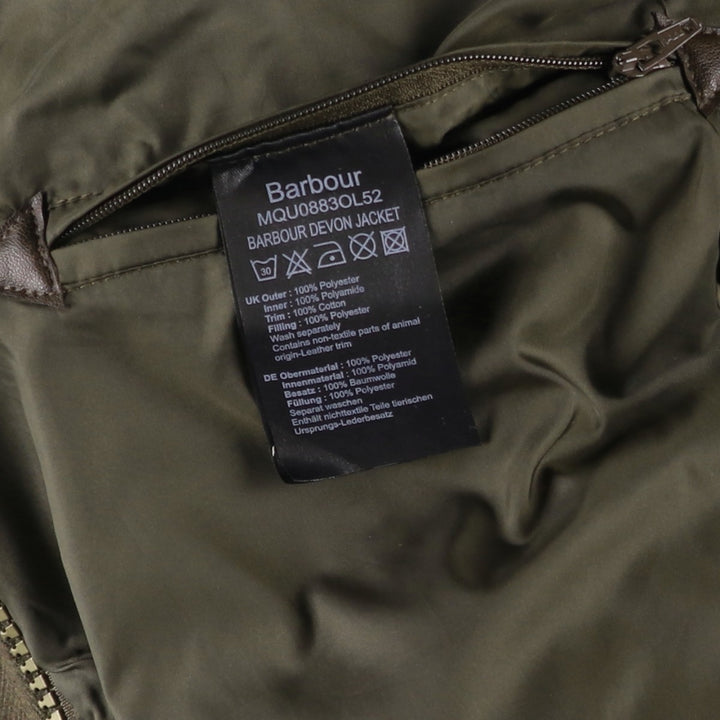 Barbour
MQU0883OL52
BARBOUR DEVON JACKET
30
UK Outer : 100% Polyester
Inner : 100% Polyamide
Trim : 100% Cotton
Filling : 100% Polyester
Wash separately
Contains non-textile parts of animal
origin-Leather trim
DE Obermaterial : 100% Polyester
Innenmaterial : 100% Polyamid
Besatz : 100% Baumwolle
Füllung : 100% Polyester
Separat waschen
Enthält nichttextile Teile tierischen
Ursprungs-Lederbesatz